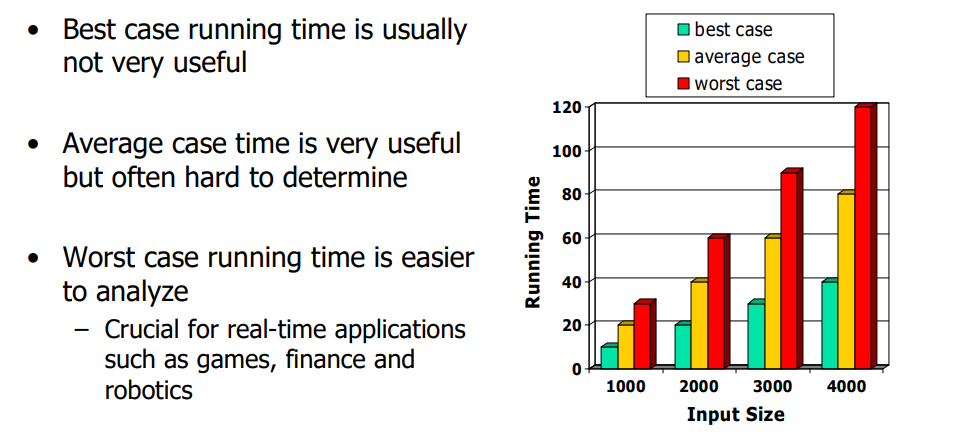 • Best case running time is usually
not very useful
• Average case time is very useful
but often hard to determine
• Worst case running time is easier
to analyze
– Crucial for real-time applications
such as games, finance and
robotics
best case
average case
worst case
120
100
80
60
40
20
0
Running Time
1000 2000 3000 4000
Input Size